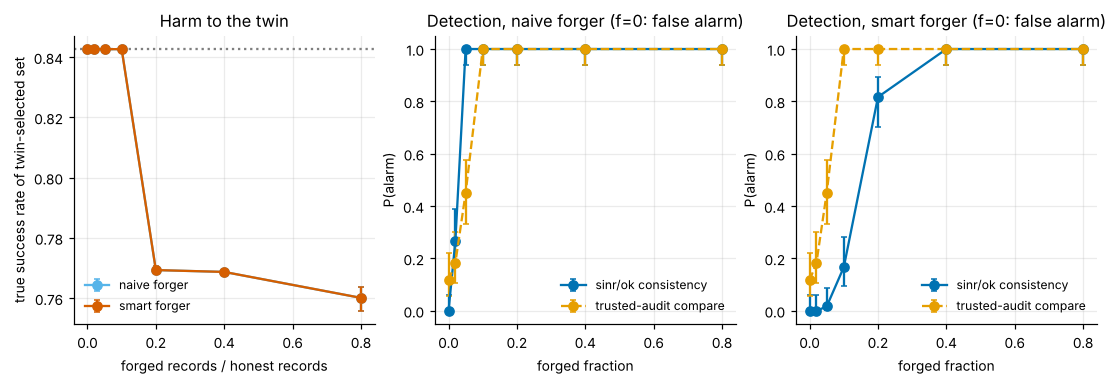 Harm to the twin
true success rate of twin-selected set
0.84
0.82
0.80
0.78
0.76
naive forger
smart forger
0.0 0.2 0.4 0.6 0.8
forged records / honest records
Detection, naive forger (f=0: false alarm)
P(alarm)
1.0
0.8
0.6
0.4
0.2
0.0
sinr/ok consistency
trusted-audit compare
0.0 0.2 0.4 0.6 0.8
forged fraction
Detection, smart forger (f=0: false alarm)
P(alarm)
1.0
0.8
0.6
0.4
0.2
0.0
sinr/ok consistency
trusted-audit compare
0.0 0.2 0.4 0.6 0.8
forged fraction